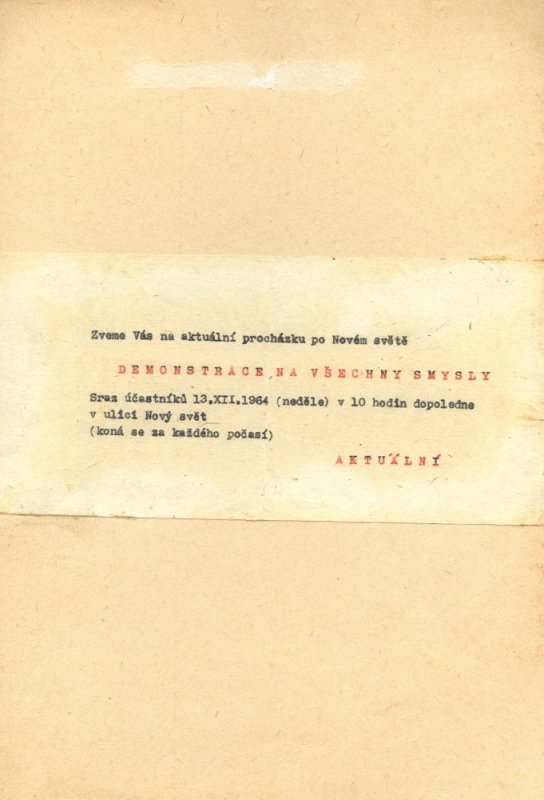 Zveme Vás na aktuální procházku po Novém světě
DEMONSTRACE NA VŠECHNY SMYSLY
Sraz účastníků 13.XII.1964 (neděle) v 10 hodin dopoledne
v ulici Nový svět
(koná se za každého počasí)
AKTUÁLNÍ